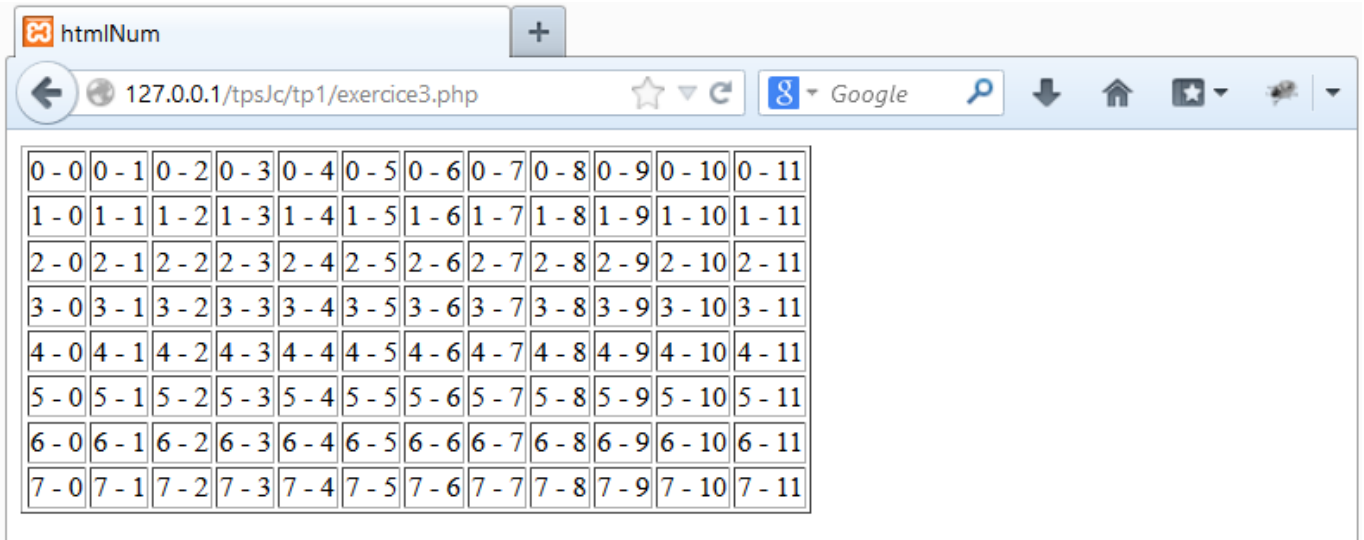 htmlNum
127.0.0.1/tpsJc/tp1/exercice3.php Google
0 - 0 0 - 1 0 - 2 0 - 3 0 - 4 0 - 5 0 - 6 0 - 7 0 - 8 0 - 9 0 - 10 0 - 11
1 - 0 1 - 1 1 - 2 1 - 3 1 - 4 1 - 5 1 - 6 1 - 7 1 - 8 1 - 9 1 - 10 1 - 11
2 - 0 2 - 1 2 - 2 2 - 3 2 - 4 2 - 5 2 - 6 2 - 7 2 - 8 2 - 9 2 - 10 2 - 11
3 - 0 3 - 1 3 - 2 3 - 3 3 - 4 3 - 5 3 - 6 3 - 7 3 - 8 3 - 9 3 - 10 3 - 11
4 - 0 4 - 1 4 - 2 4 - 3 4 - 4 4 - 5 4 - 6 4 - 7 4 - 8 4 - 9 4 - 10 4 - 11
5 - 0 5 - 1 5 - 2 5 - 3 5 - 4 5 - 5 5 - 6 5 - 7 5 - 8 5 - 9 5 - 10 5 - 11
6 - 0 6 - 1 6 - 2 6 - 3 6 - 4 6 - 5 6 - 6 6 - 7 6 - 8 6 - 9 6 - 10 6 - 11
7 - 0 7 - 1 7 - 2 7 - 3 7 - 4 7 - 5 7 - 6 7 - 7 7 - 8 7 - 9 7 - 10 7 - 11